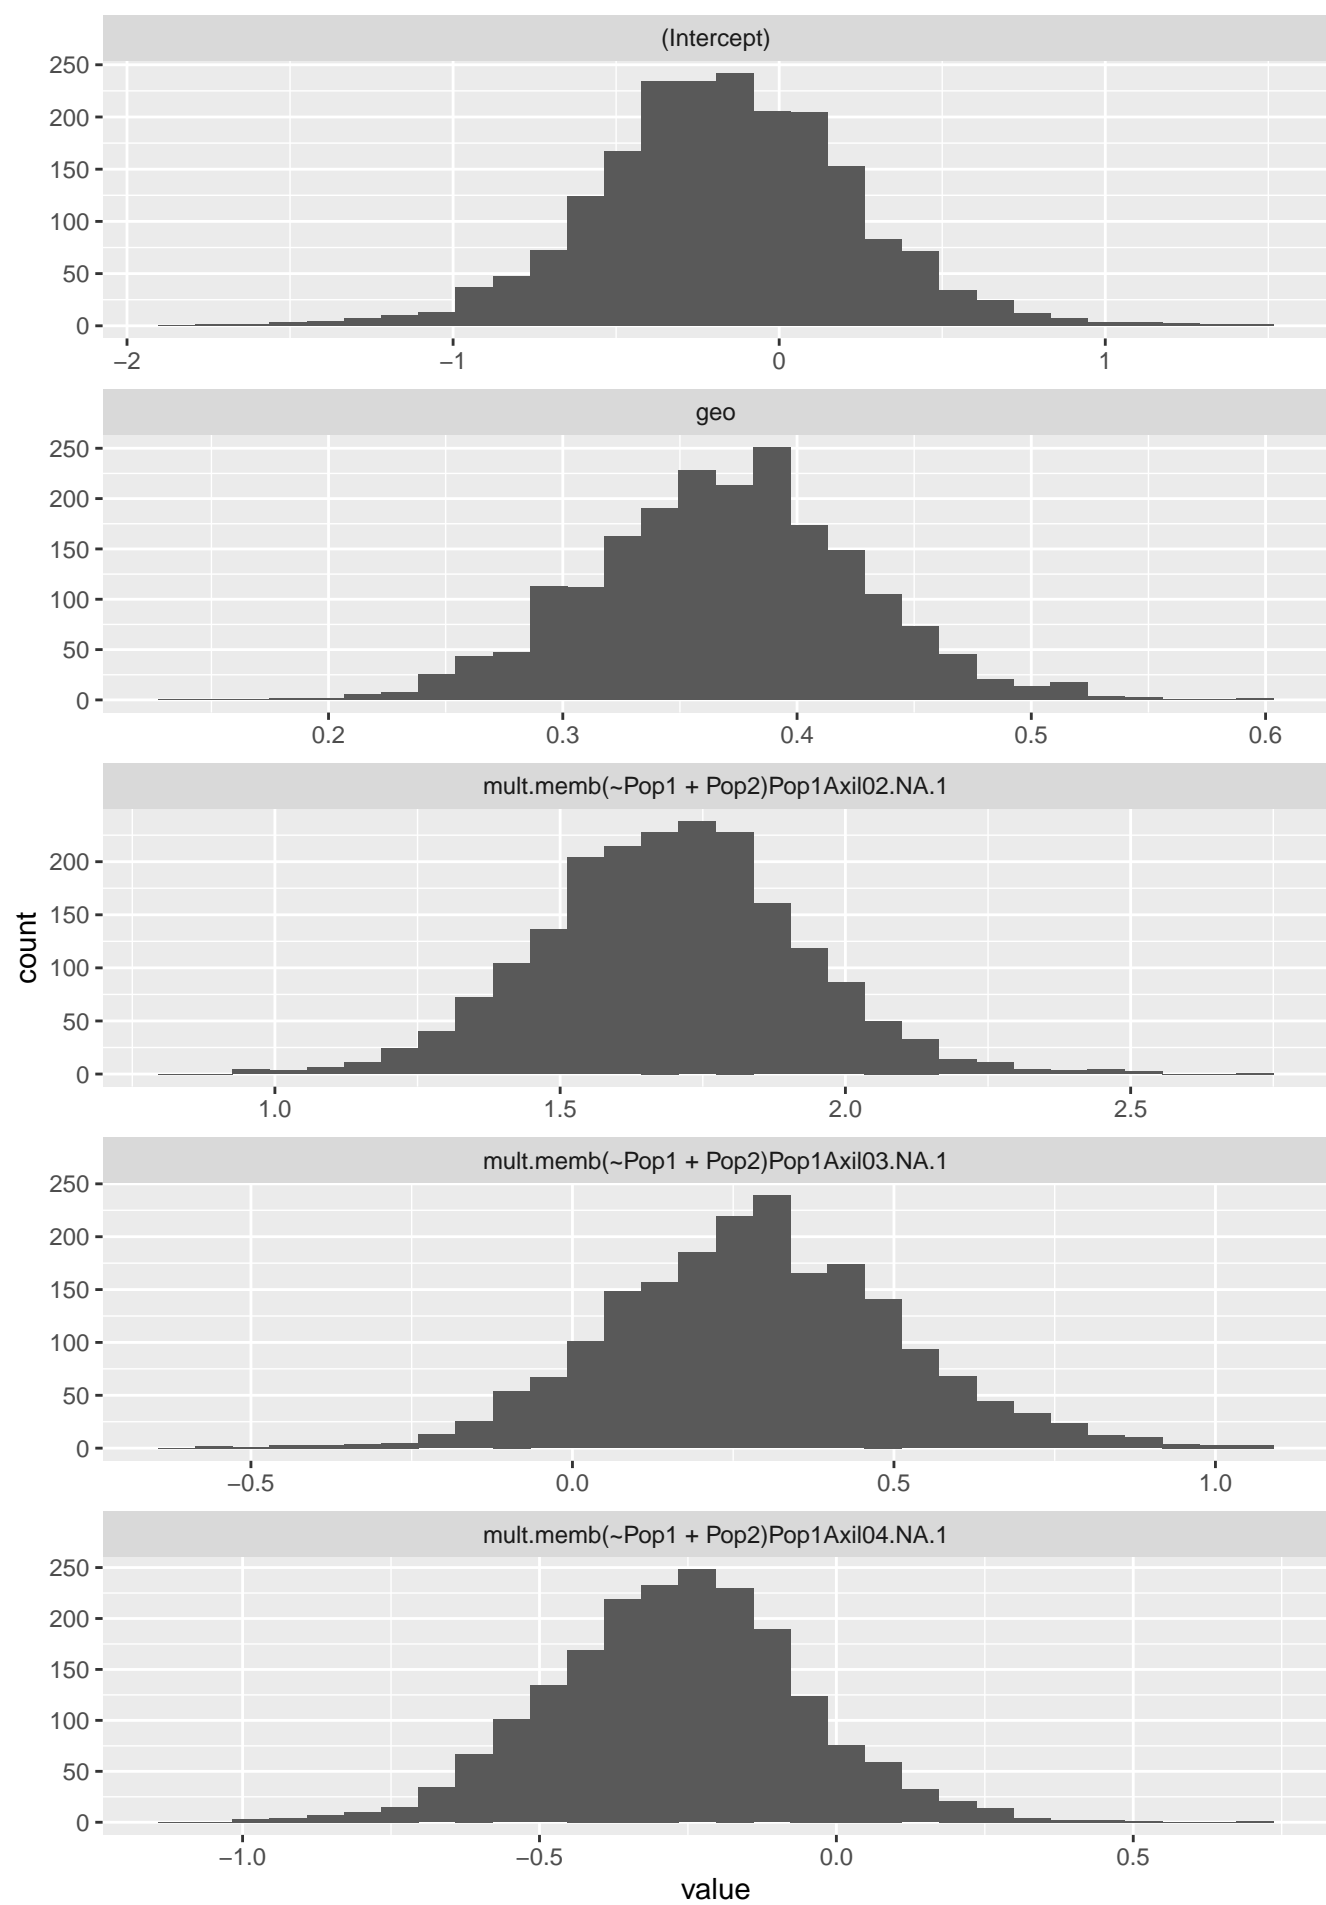 (Intercept)
250
200
150
100
50
0
−2 −1 0 1
geo
250
200
150
100
50
0
0.2 0.3 0.4 0.5 0.6
mult.memb(~Pop1 + Pop2)Pop1Axil02.NA.1
200
150
100
50
0
1.0 1.5 2.0 2.5
count
mult.memb(~Pop1 + Pop2)Pop1Axil03.NA.1
250
200
150
100
50
0
−0.5 0.0 0.5 1.0
mult.memb(~Pop1 + Pop2)Pop1Axil04.NA.1
250
200
150
100
50
0
−1.0 −0.5 0.0 0.5
value